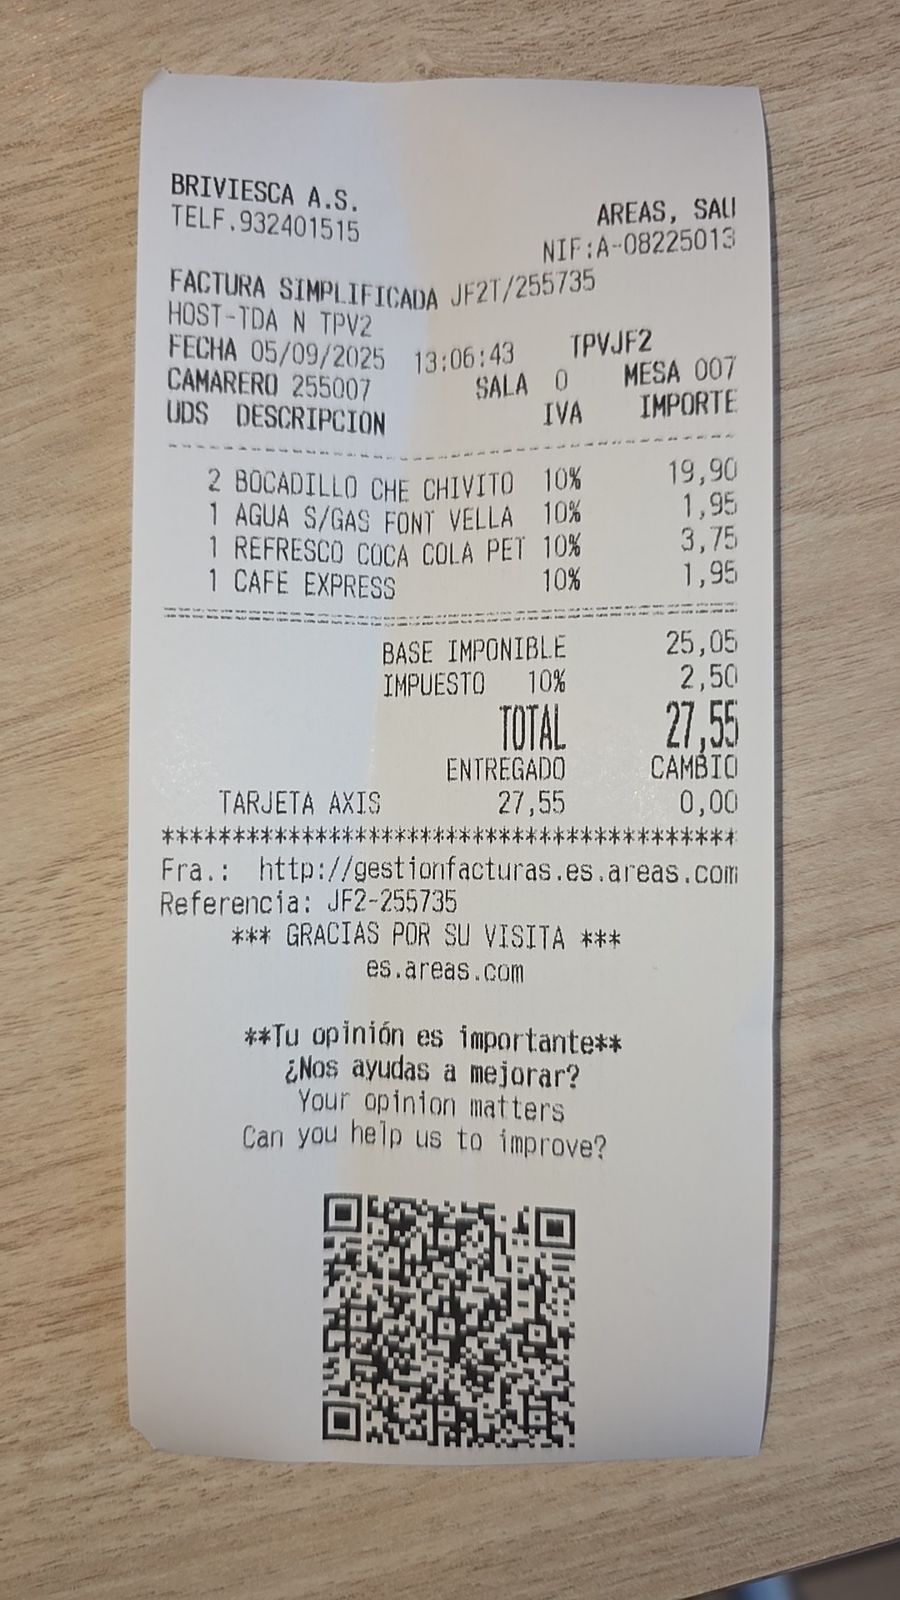 BRIVIESCA A.S.
TELF.932401515
AREAS, SAU
NIF:A-08225013
FACTURA SIMPLIFICADA JF2T/255735
HOST-TDA N TPV2
FECHA 05/09/2025 13:06:43 TPVJF2
CAMARERO 255007 SALA 0 MESA 007
UDS DESCRIPCION IVA IMPORTE
2 BOCADILLO CHE CHIVITO 10% 19,90
1 AGUA S/GAS FONT VELLA 10% 1,95
1 REFRESCO COCA COLA PET 10% 3,75
1 CAFE EXPRESS 10% 1,95
BASE IMPONIBLE 25,05
IMPUESTO 10% 2,50
TOTAL 27,55
ENTREGADO CAMBIO
TARJETA AXIS 27,55 0,00
****************************************
Fra.: http://gestionfacturas.es.areas.com
Referencia: JF2-255735
*** GRACIAS POR SU VISITA ***
es.areas.com
**Tu opinión es importante**
¿Nos ayudas a mejorar?
Your opinion matters
Can you help us to improve?